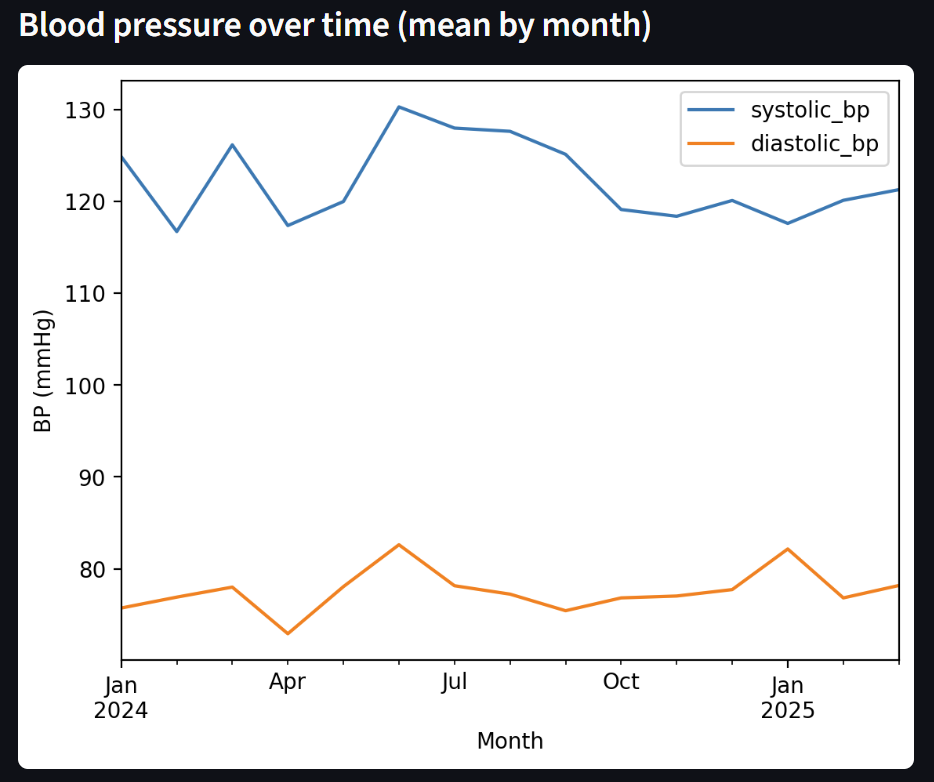 Blood pressure over time (mean by month)
systolic_bp
diastolic_bp
130
120
110
100
90
80
BP (mmHg)
Jan
2024
Apr
Jul
Oct
Jan
2025
Month